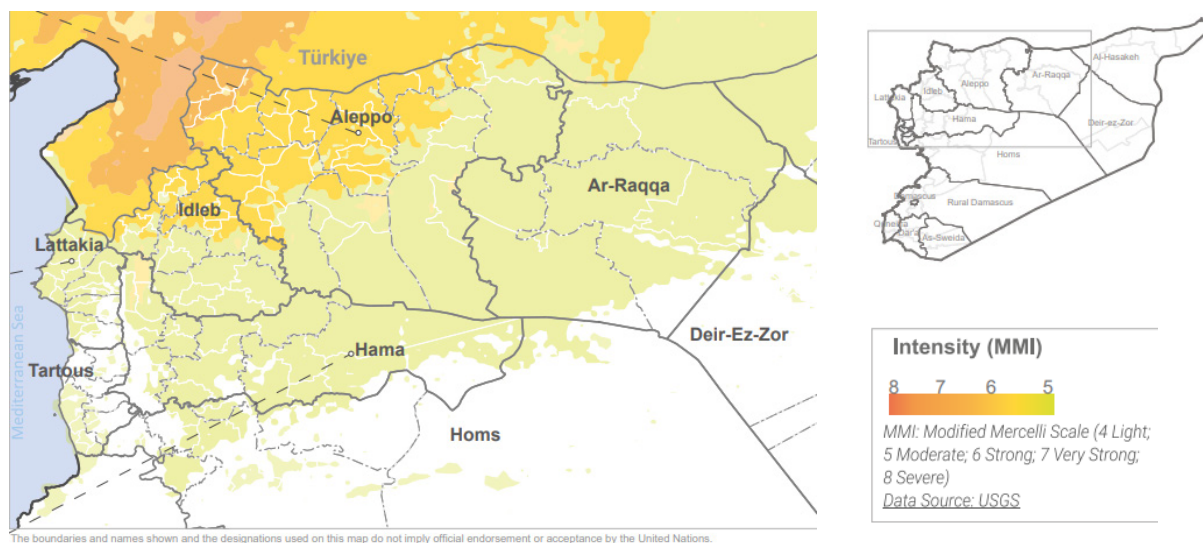 Türkiye
Aleppo
Ar-Raqqa
Idleb
Lattakia
Deir-Ez-Zor
Hama
Tartous
Homs
Mediterranean Sea
The boundaries and names shown and the designations used on this map do not imply official endorsement or acceptance by the United Nations.
Al-Hasakeh
Ar-Raqqa
Aleppo
Idleb
Lattakia
Hama
Deir-ez-Zor
Tartous
Homs
Rural Damascus
Dar'a
As-Sweida
Intensity (MMI)
8 7 6 5
MMI: Modified Mercelli Scale (4 Light;
5 Moderate; 6 Strong; 7 Very Strong;
8 Severe)
Data Source: USGS